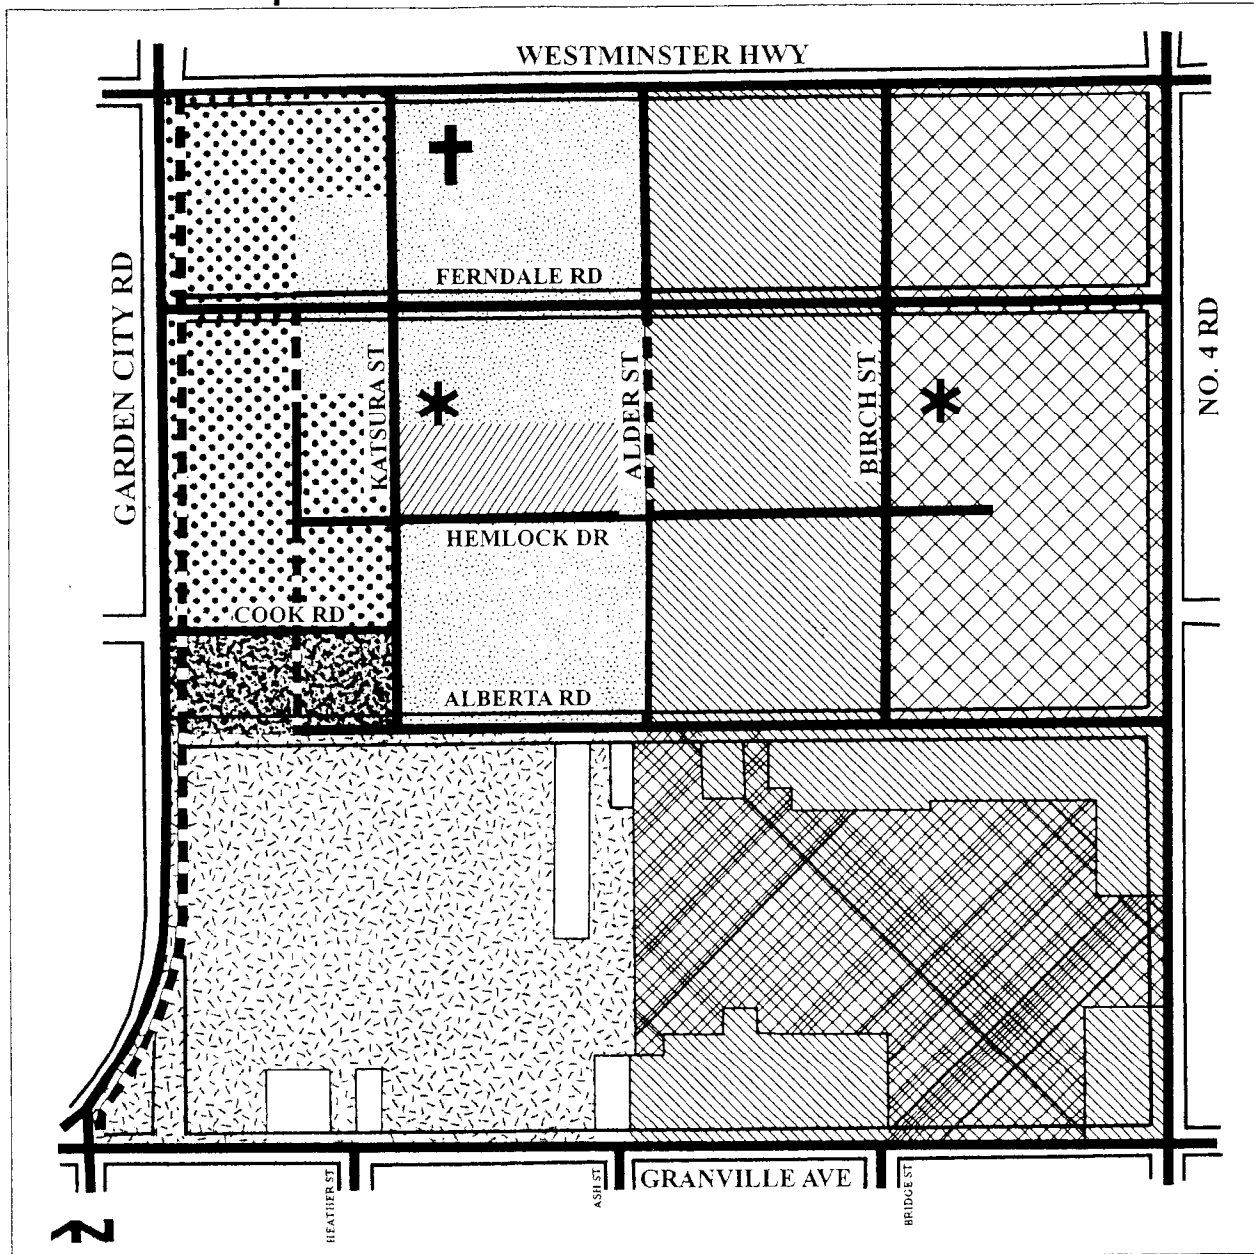 WESTMINSTER HWY
GARDEN CITY RD
FERNDALE RD
KATSURA ST
ALDER ST
BIRCH ST
NO. 4 RD
HEMLOCK DR
COOK RD
ALBERTA RD
GRANVILLE AVE
HEATHER ST
ASH ST
BRIDGE ST
N